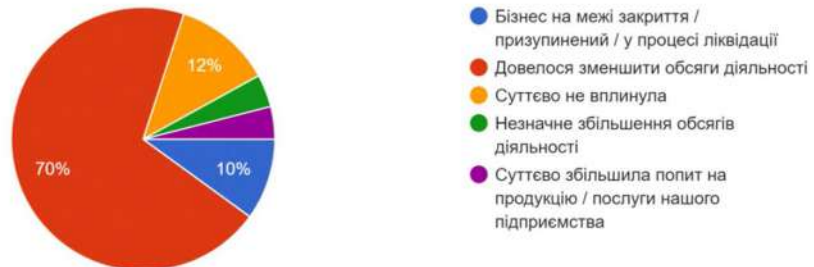 12%
70%
10%
Бізнес на межі закриття /
призупинений / у процесі ліквідації
Довелося зменшити обсяги діяльності
Суттєво не вплинула
Незначне збільшення обсягів
діяльності
Суттєво збільшила попит на
продукцію / послуги нашого
підприємства